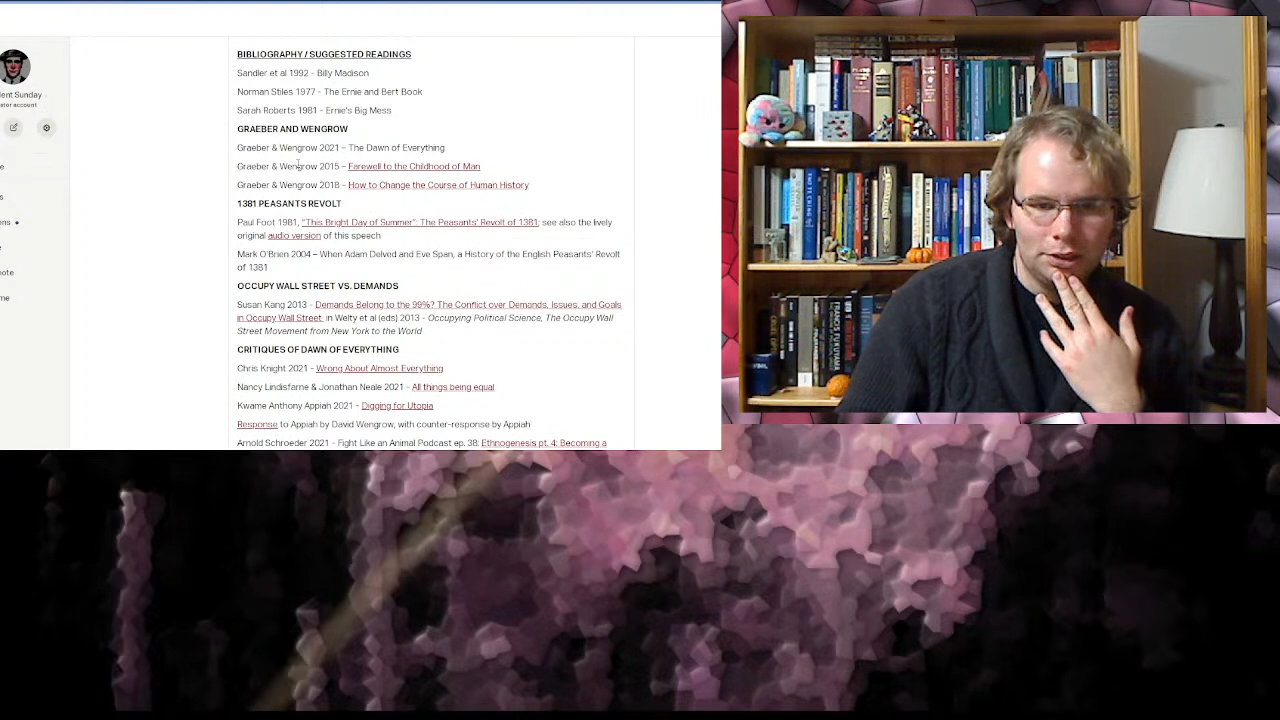 BIBLIOGRAPHY / SUGGESTED READINGS
Sandler et al 1992 - Billy Madison
Norman Stiles 1977 - The Ernie and Bert Book
Sarah Roberts 1981 - Ernie's Big Mess
GRAEBER AND WENGROW
Graeber & Wengrow 2021 – The Dawn of Everything
Graeber & Wengrow 2015 – Farewell to the Childhood of Man
Graeber & Wengrow 2018 – How to Change the Course of Human History
1381 PEASANTS REVOLT
Paul Foot 1981, "This Bright Day of Summer": The Peasants' Revolt of 1381; see also the lively
original audio version of this speech
Mark O'Brien 2004 – When Adam Delved and Eve Span, a History of the English Peasants' Revolt
of 1381
OCCUPY WALL STREET VS. DEMANDS
Susan Kang 2013 - Demands Belong to the 99%? The Conflict over Demands, Issues, and Goals
in Occupy Wall Street, in Welty et al (eds) 2013 - Occupying Political Science, The Occupy Wall
Street Movement from New York to the World
CRITIQUES OF DAWN OF EVERYTHING
Chris Knight 2021 - Wrong About Almost Everything
Nancy Lindisfarne & Jonathan Neale 2021 - All things being equal
Kwame Anthony Appiah 2021 - Digging for Utopia
Response to Appiah by David Wengrow, with counter-response by Appiah
Arnold Schroeder 2021 - Fight Like an Animal Podcast ep. 38: Ethnogenesis pt. 4: Becoming a
dent Sunday -
ator account
e
s
ons
e
note
me
FRANCIS FUKUYAMA